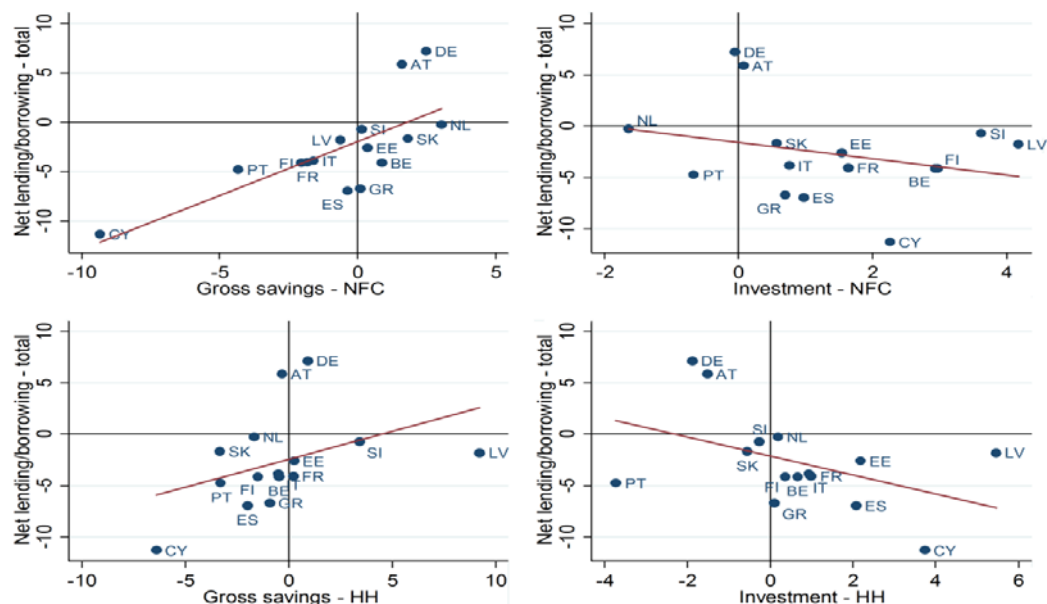 Net lending/borrowing - total
10
5
0
-5
-10
DE
AT
NL
SI
LV
SK
EE
FI
IT
BE
PT
FR
GR
ES
CY
-10
-5
0
5
Gross savings - NFC
Net lending/borrowing - total
10
5
0
-5
-10
DE
AT
NL
SI
LV
SK
EE
IT
FR
FI
BE
PT
GR
ES
CY
-2
0
2
4
Investment - NFC
Net lending/borrowing - total
10
5
0
-5
-10
DE
AT
NL
SK
SI
LV
EE
FR
PT
FI
BE
GR
ES
CY
-5
0
5
10
Gross savings - HH
Net lending/borrowing - total
10
5
0
-5
-10
DE
AT
SI
NL
SK
LV
EE
PT
FI
BE
IT
FR
GR
ES
CY
-4
-2
0
2
4
6
Investment - HH